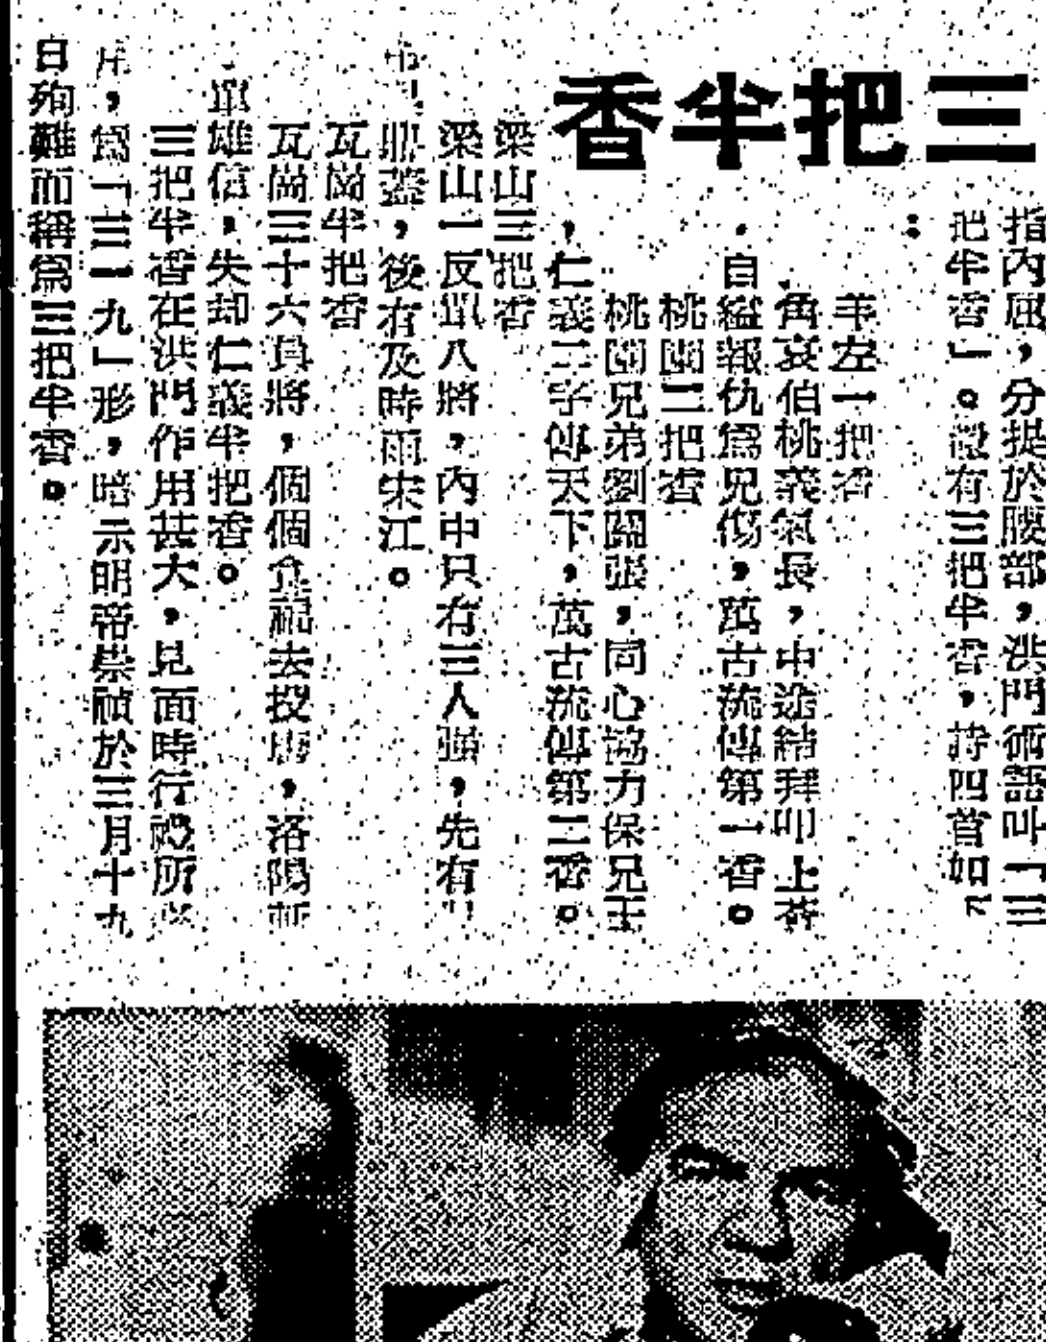 三把半香
指內屈，分提於腰部，洪門術語叫「三
把半香」。設有三把半香，詩四首如下
：
羊左一把香
角哀伯桃義氣長，中途結拜叩上蒼
，自縊報仇爲兄傷，萬古流傳第一香。
桃園二把香
桃園兄弟劉關張，同心協力保兄王
，仁義二字傳天下，萬古流傳第二香。
梁山三把香
梁山一反單八將，內中只有三人強，先有
蓋，後有及時雨宋江。
瓦崗半把香
瓦崗三十六員將，個個去投唐，洛陽
單雄信，失却仁義半把香。
三把半香在洪門作用甚大，見面時行禮所
，爲「三一九」形，暗示明帝崇禎於三月十九
日殉難而稱爲三把半香。